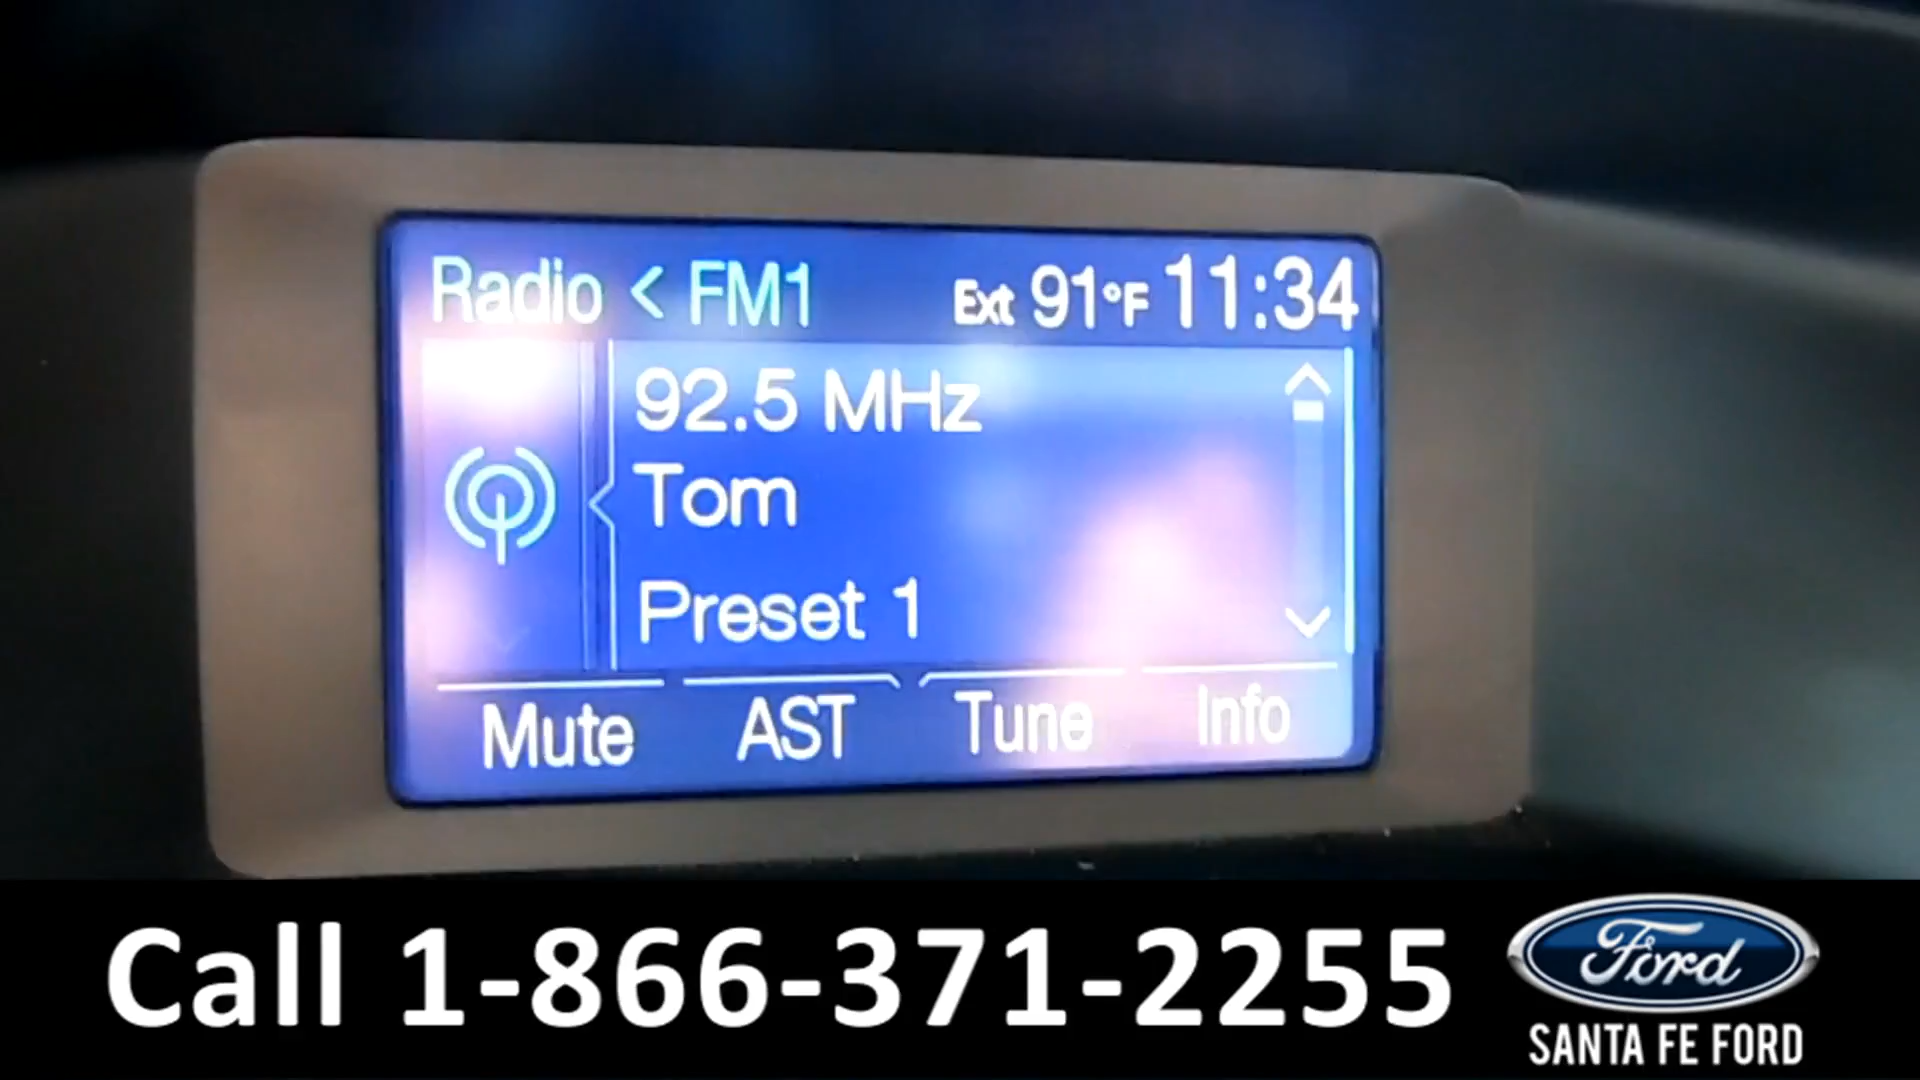 Radio < FM1 Ext 91°F 11:34
92.5 MHz
Tom
Preset 1
Mute AST Tune Info
Call 1-866-371-2255
Ford
SANTA FE FORD